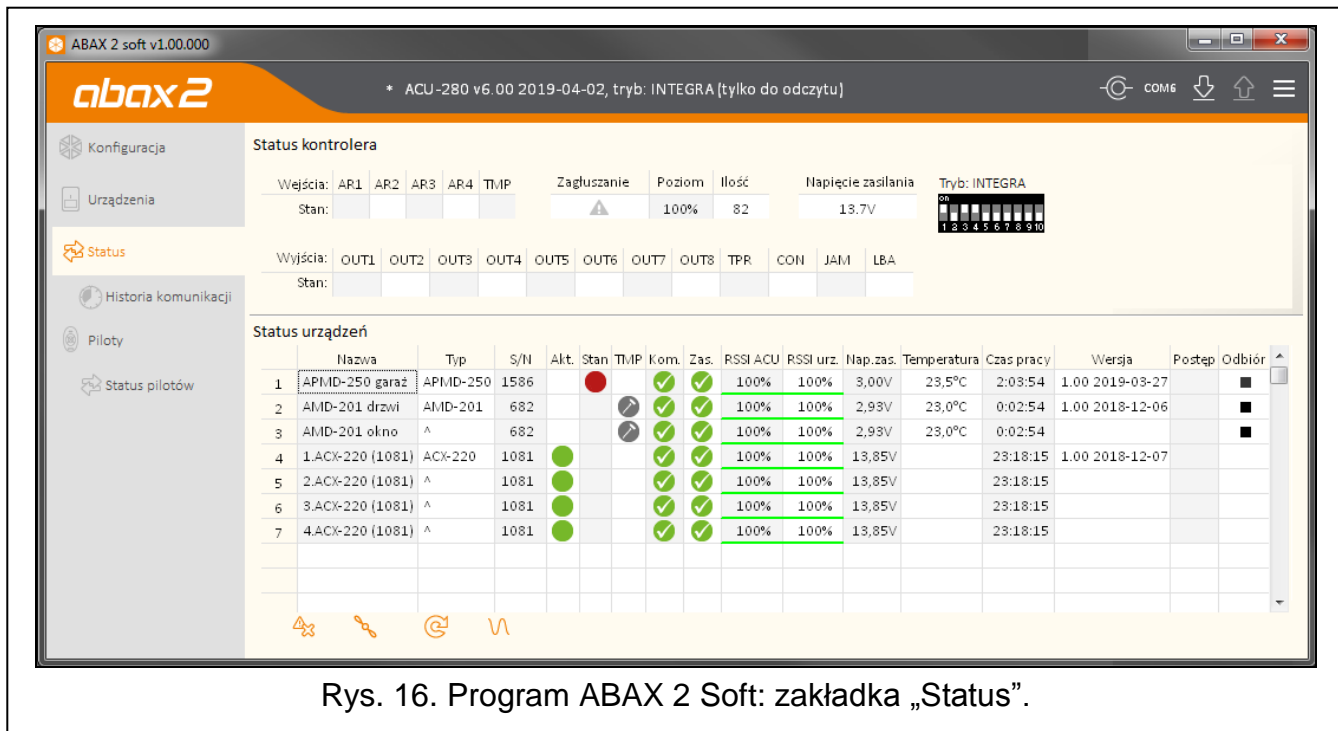 ABAX 2 soft v1.00.000
abax2
* ACU-280 v6.00 2019-04-02, tryb: INTEGRA (tylko do odczytu)
COM6
Konfiguracja
Urządzenia
Status
Historia komunikacji
Piloty
Status pilotów
Status kontrolera
Wejścia: AR1 AR2 AR3 AR4 TMP Zagłuszanie Poziom Ilość Napięcie zasilania Tryb: INTEGRA
Stan: 100% 82 13.7V
on
1 2 3 4 5 6 7 8 9 10
Wyjścia: OUT1 OUT2 OUT3 OUT4 OUT5 OUT6 OUT7 OUT8 TPR CON JAM LBA
Stan:
Status urządzeń
Nazwa Typ S/N Akt. Stan TMP Kom. Zas. RSSI ACU RSSI urz. Nap.zas. Temperatura Czas pracy Wersja Postęp Odbiór
1 APMD-250 garaż APMD-250 1586 100% 100% 3,00V 23,5°C 2:03:54 1.00 2019-03-27
2 AMD-201 drzwi AMD-201 682 100% 100% 2,93V 23,0°C 0:02:54 1.00 2018-12-06
3 AMD-201 okno ^ 682 100% 100% 2,93V 23,0°C 0:02:54
4 1.ACX-220 (1081) ACX-220 1081 100% 100% 13,85V 23:18:15 1.00 2018-12-07
5 2.ACX-220 (1081) ^ 1081 100% 100% 13,85V 23:18:15
6 3.ACX-220 (1081) ^ 1081 100% 100% 13,85V 23:18:15
7 4.ACX-220 (1081) ^ 1081 100% 100% 13,85V 23:18:15
Rys. 16. Program ABAX 2 Soft: zakładka „Status”.